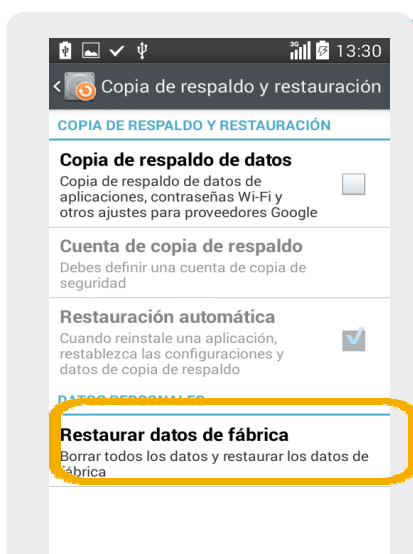 3G 13:30
Copia de respaldo y restauración
COPIA DE RESPALDO Y RESTAURACIÓN
Copia de respaldo de datos
Copia de respaldo de datos de
aplicaciones, contraseñas Wi-Fi y
otros ajustes para proveedores Google
Cuenta de copia de respaldo
Debes definir una cuenta de copia de
seguridad
Restauración automática
Cuando reinstale una aplicación,
restablezca las configuraciones y
datos de copia de respaldo
DATOS PERSONALES
Restaurar datos de fábrica
Borrar todos los datos y restaurar los datos de
fábrica